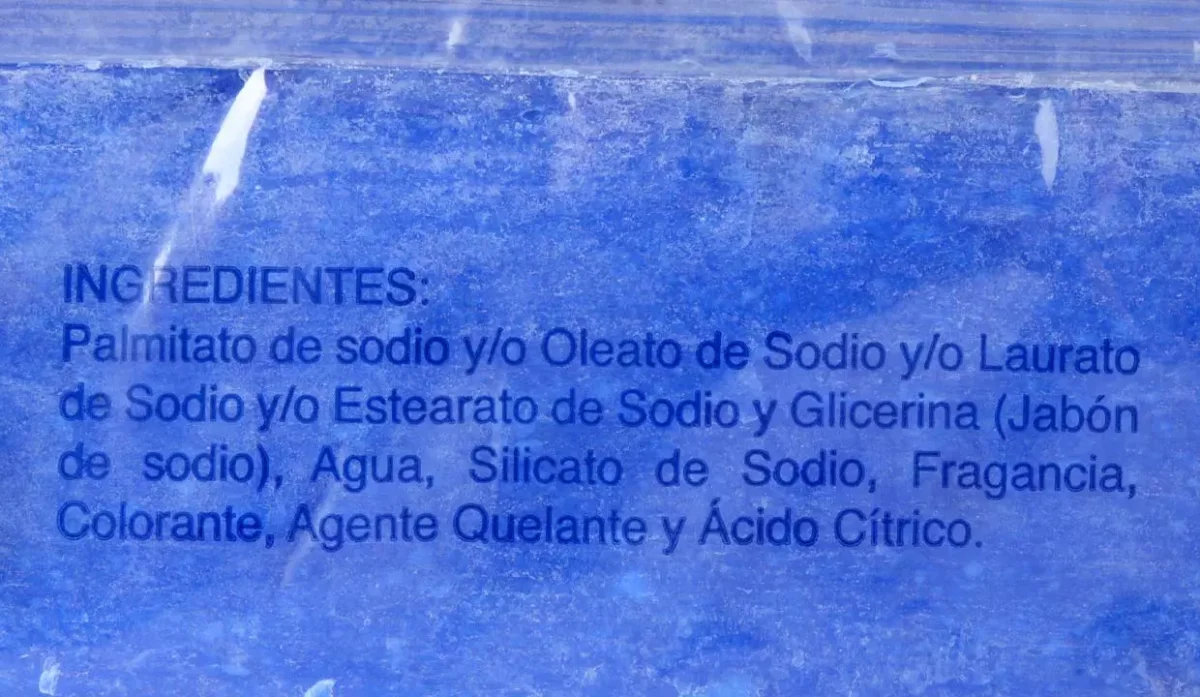 INGREDIENTES:
Palmitato de sodio y/o Oleato de Sodio y/o Laurato
de Sodio y/o Estearato de Sodio y Glicerina (Jabón
de sodio), Agua, Silicato de Sodio, Fragancia,
Colorante, Agente Quelante y Ácido Cítrico.